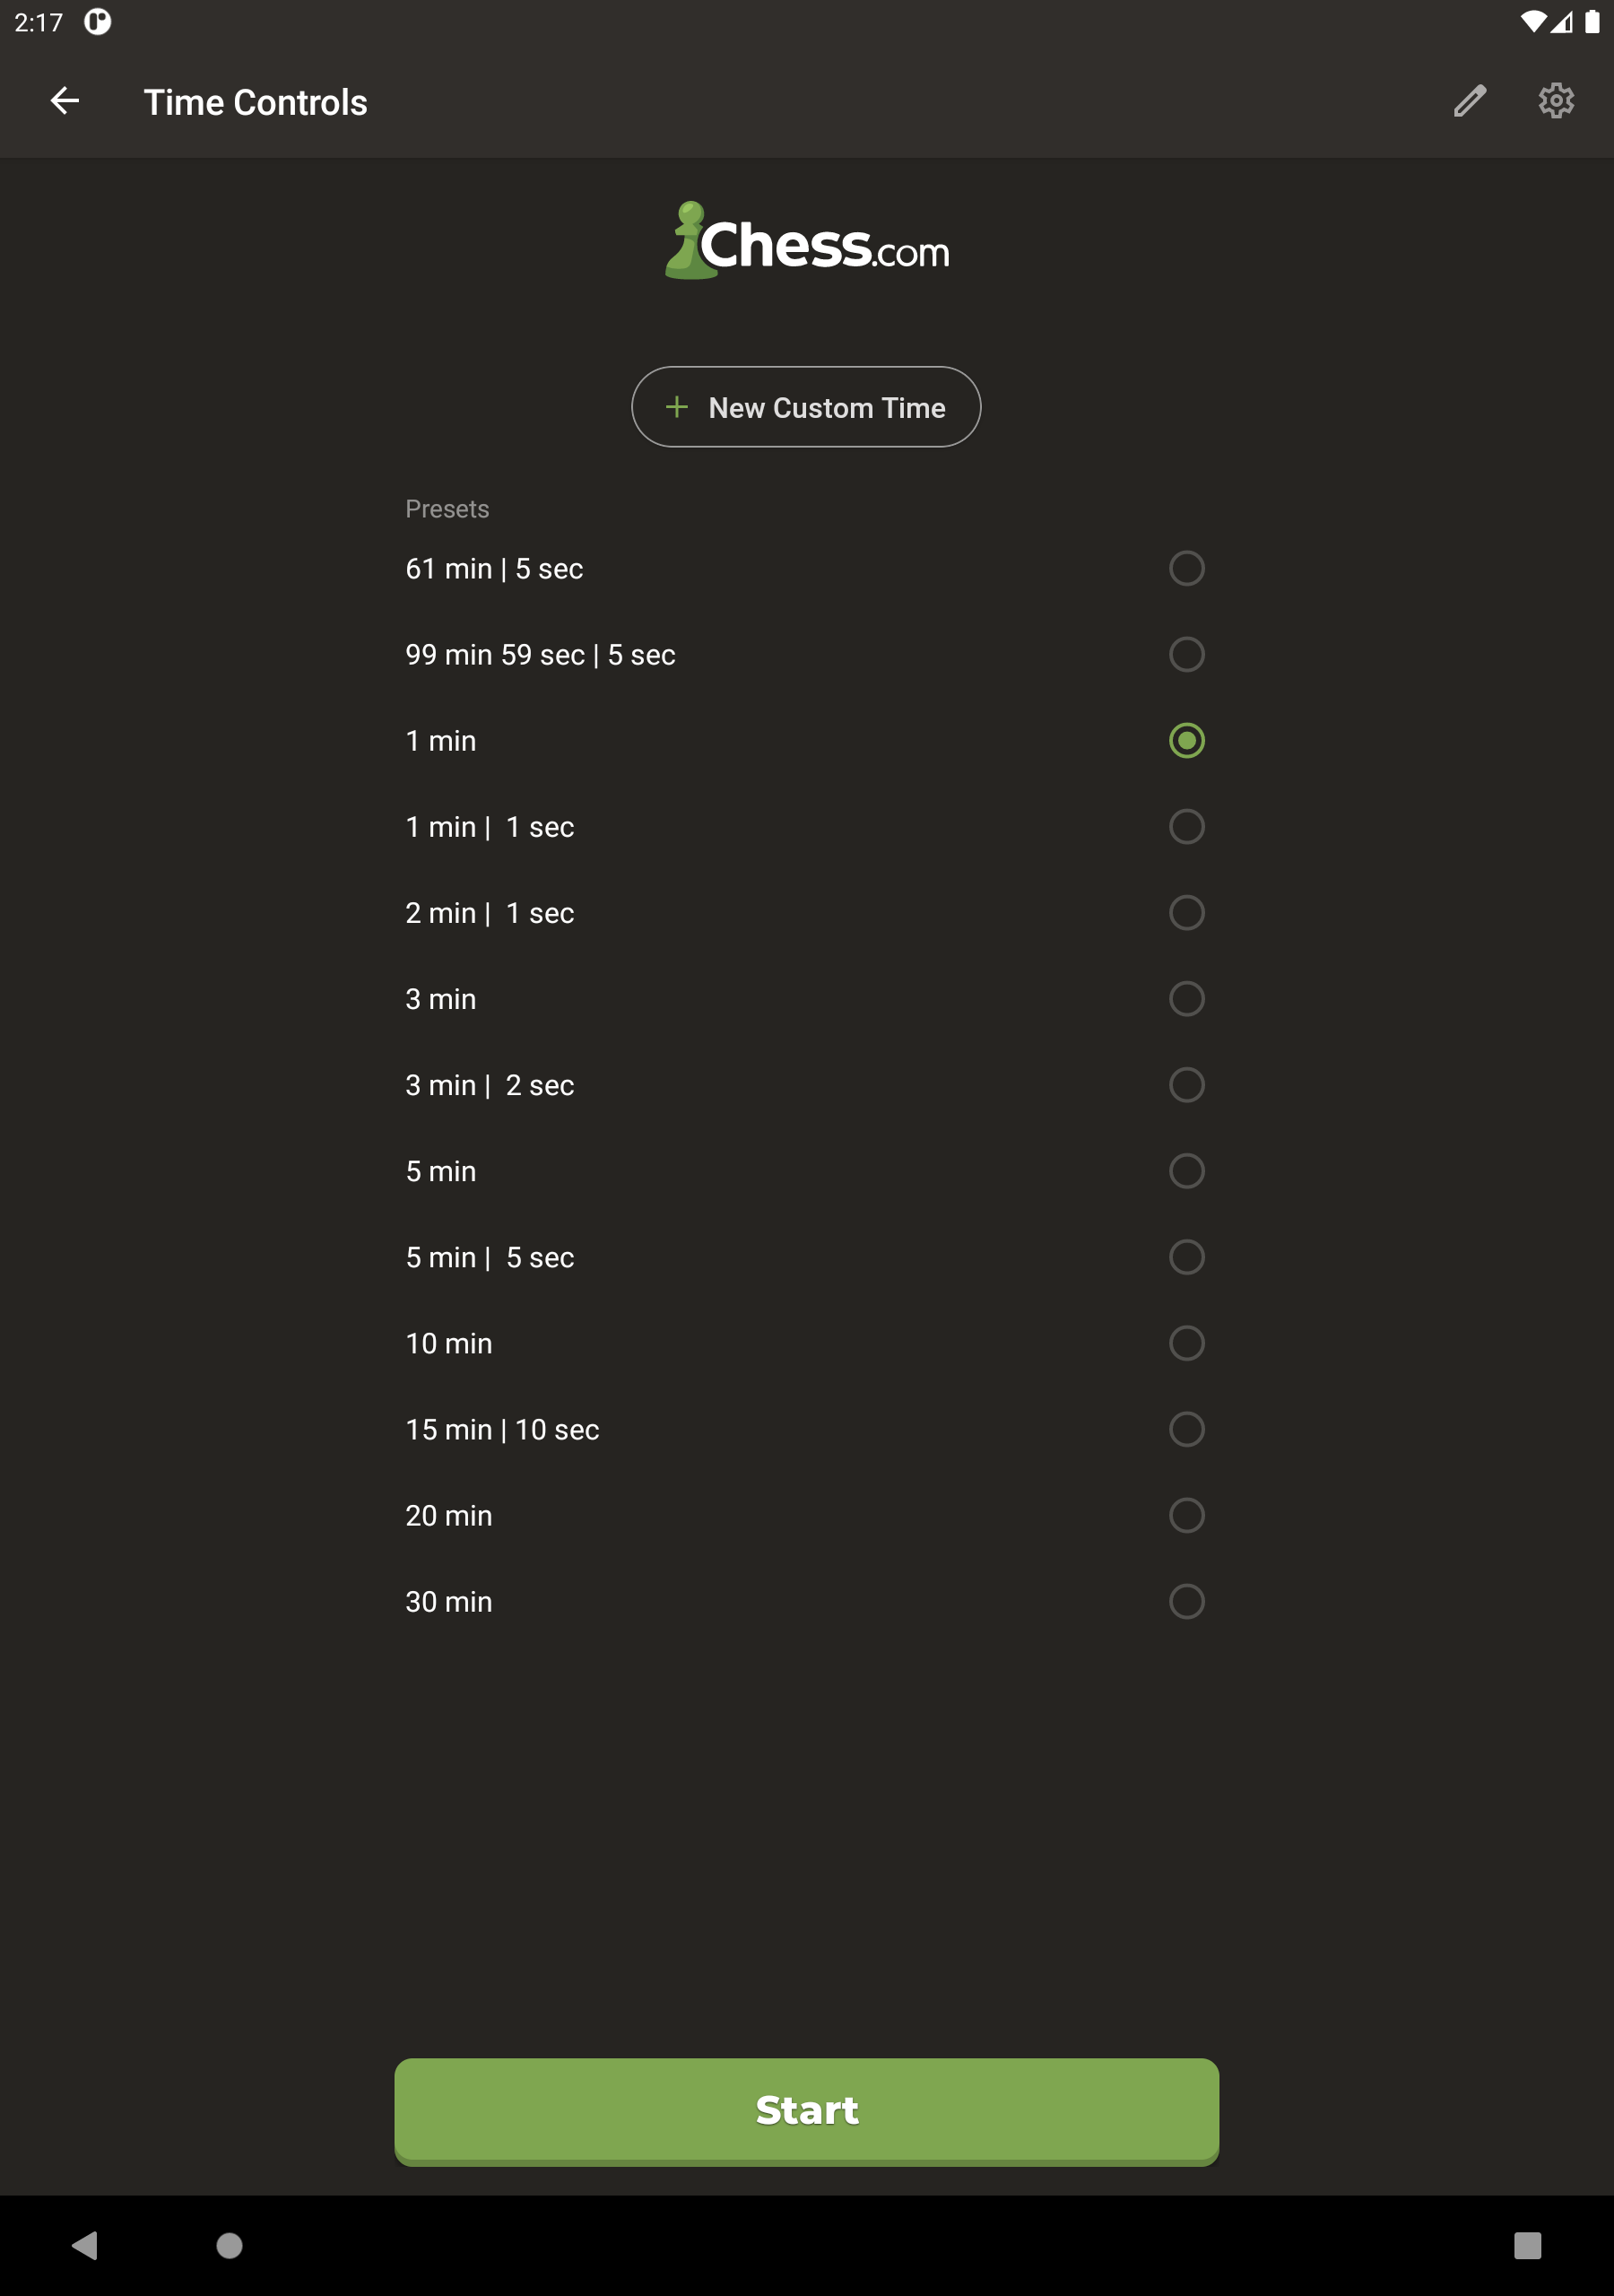 2:17
Time Controls
Chess.com
+ New Custom Time
Presets
61 min | 5 sec
99 min 59 sec | 5 sec
1 min
1 min | 1 sec
2 min | 1 sec
3 min
3 min | 2 sec
5 min
5 min | 5 sec
10 min
15 min | 10 sec
20 min
30 min
Start